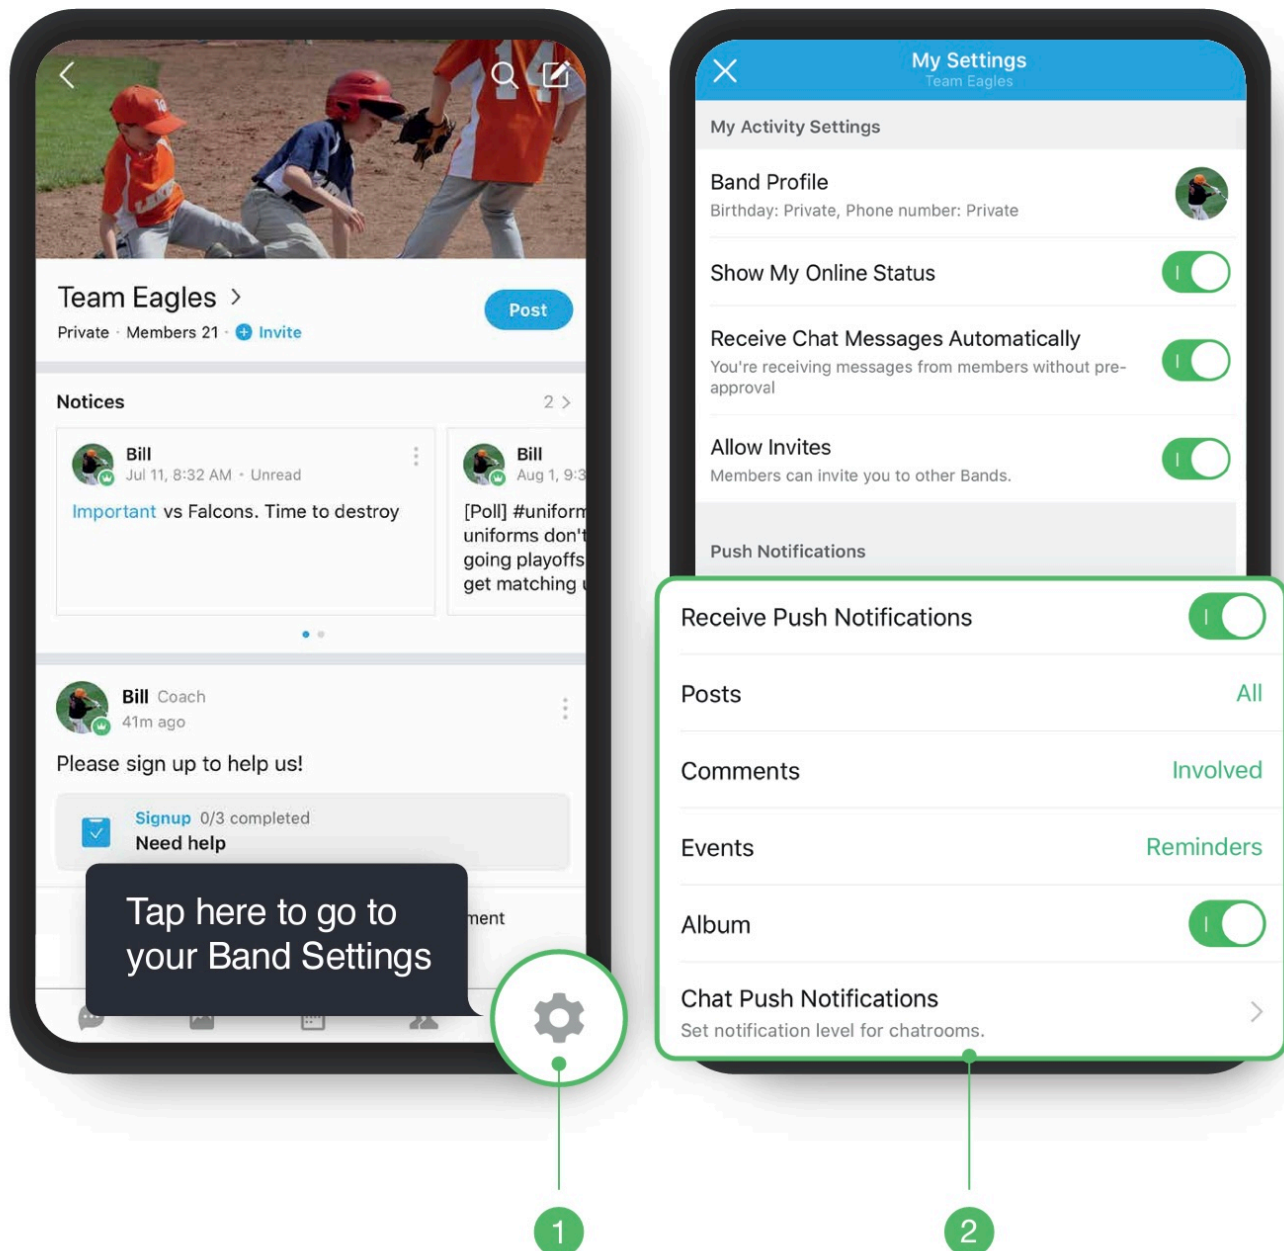 Team Eagles >
Private · Members 21 · Invite
Post
Notices
2 >
Bill
Jul 11, 8:32 AM · Unread
Important vs Falcons. Time to destroy
Bill
Aug 1, 9:3
[Poll] #uniform
uniforms don't
going playoffs
get matching
Bill Coach
41m ago
Please sign up to help us!
Signup 0/3 completed
Need help
ment
Tap here to go to
your Band Settings
1
My Settings
Team Eagles
My Activity Settings
Band Profile
Birthday: Private, Phone number: Private
Show My Online Status
Receive Chat Messages Automatically
You're receiving messages from members without pre-
approval
Allow Invites
Members can invite you to other Bands.
Push Notifications
Receive Push Notifications
Posts
All
Comments
Involved
Events
Reminders
Album
Chat Push Notifications
Set notification level for chatrooms.
2